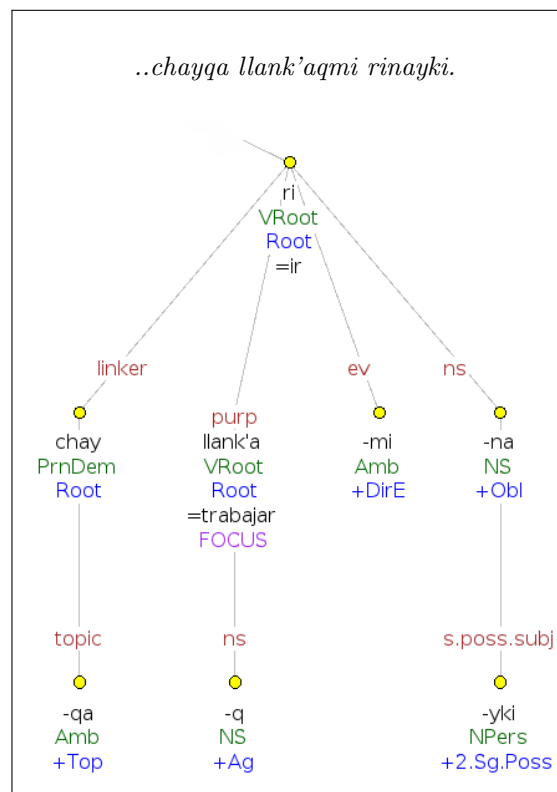 ..chayqa llank'aqmi rinayki.
ri
VRoot
Root
=ir
linker
purp
ev
ns
chay
PrnDem
Root
llank'a
VRoot
Root
=trabajar
FOCUS
-mi
Amb
+DirE
-na
NS
+Obl
topic
ns
s.poss.subj
-qa
Amb
+Top
-q
NS
+Ag
-yki
NPers
+2.Sg.Poss